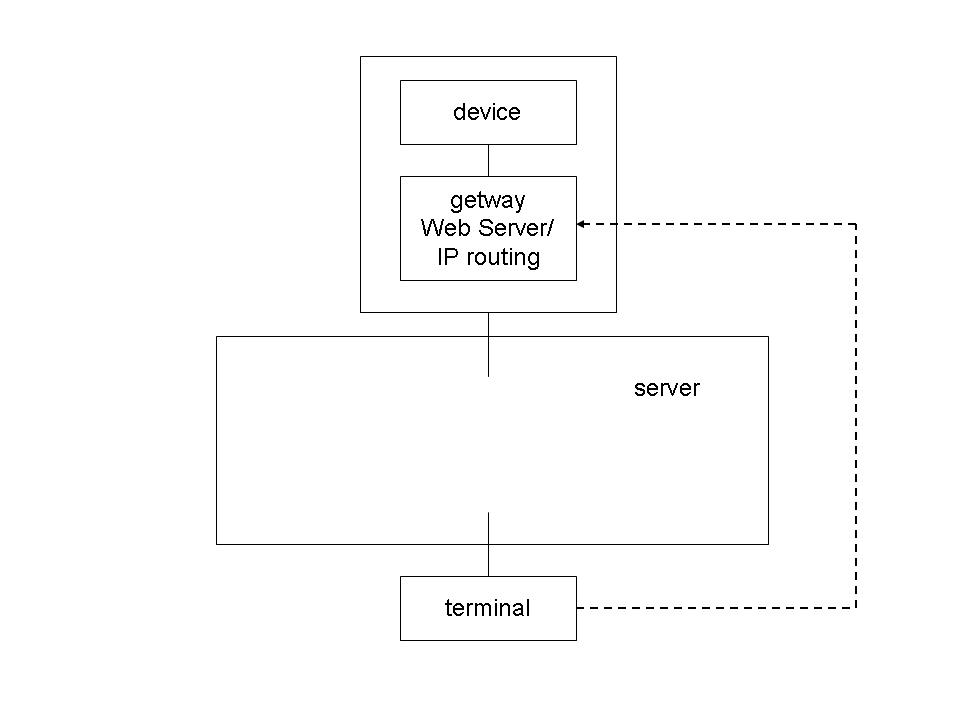 device
getway
Web Server/
IP routing
server
terminal